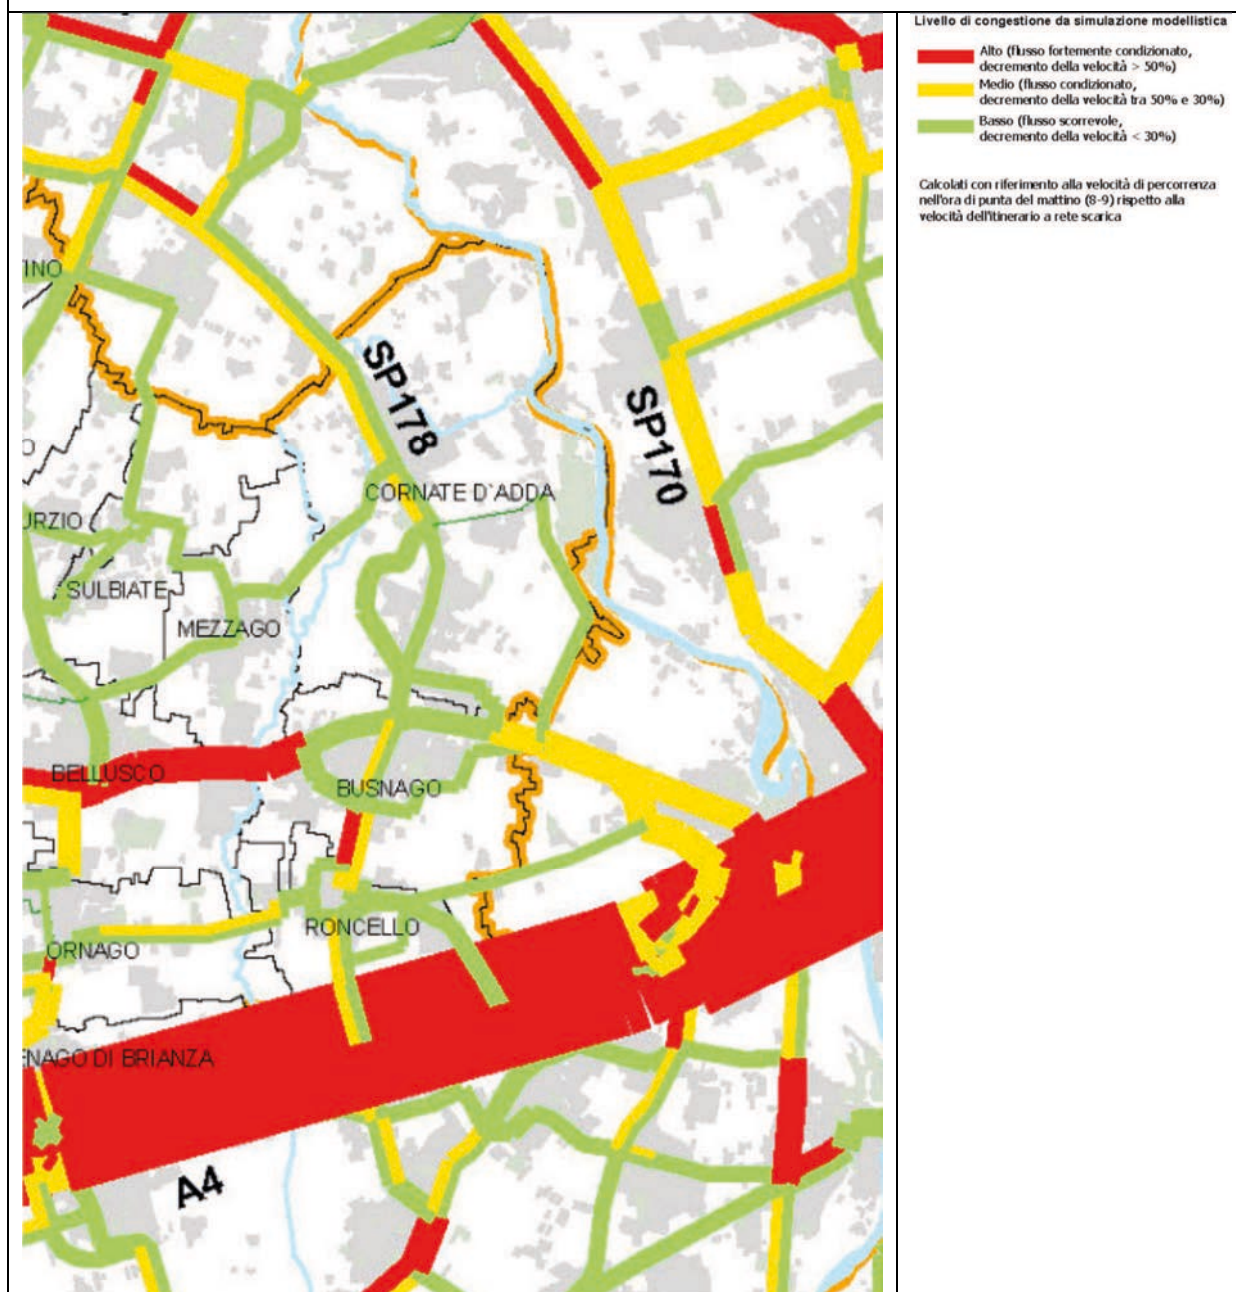 Livello di congestione da simulazione modellistica
Alto (flusso fortemente condizionato,
decremento della velocità > 50%)
Medio (flusso condizionato,
decremento della velocità tra 50% e 30%)
Basso (flusso scorrevole,
decremento della velocità < 30%)
Calcolati con riferimento alla velocità di percorrenza
nell'ora di punta del mattino (8-9) rispetto alla
velocità dell'itinerario a rete scarica
INO
SP178
SP170
O
CORNATE D`ADDA
URZIO
SULBIATE
MEZZAGO
BELLUSCO
BUSNAGO
RONCELLO
ORNAGO
ENAGO DI BRIANZA
A4